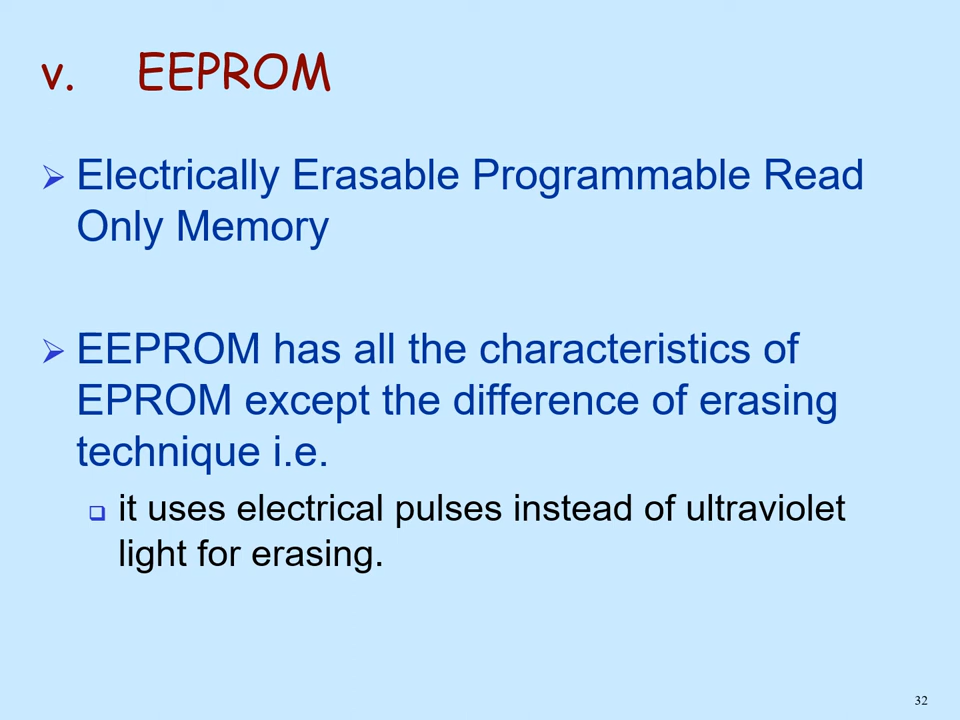 v. EEPROM
Electrically Erasable Programmable Read
Only Memory
EEPROM has all the characteristics of
EPROM except the difference of erasing
technique i.e.
it uses electrical pulses instead of ultraviolet
light for erasing.
32